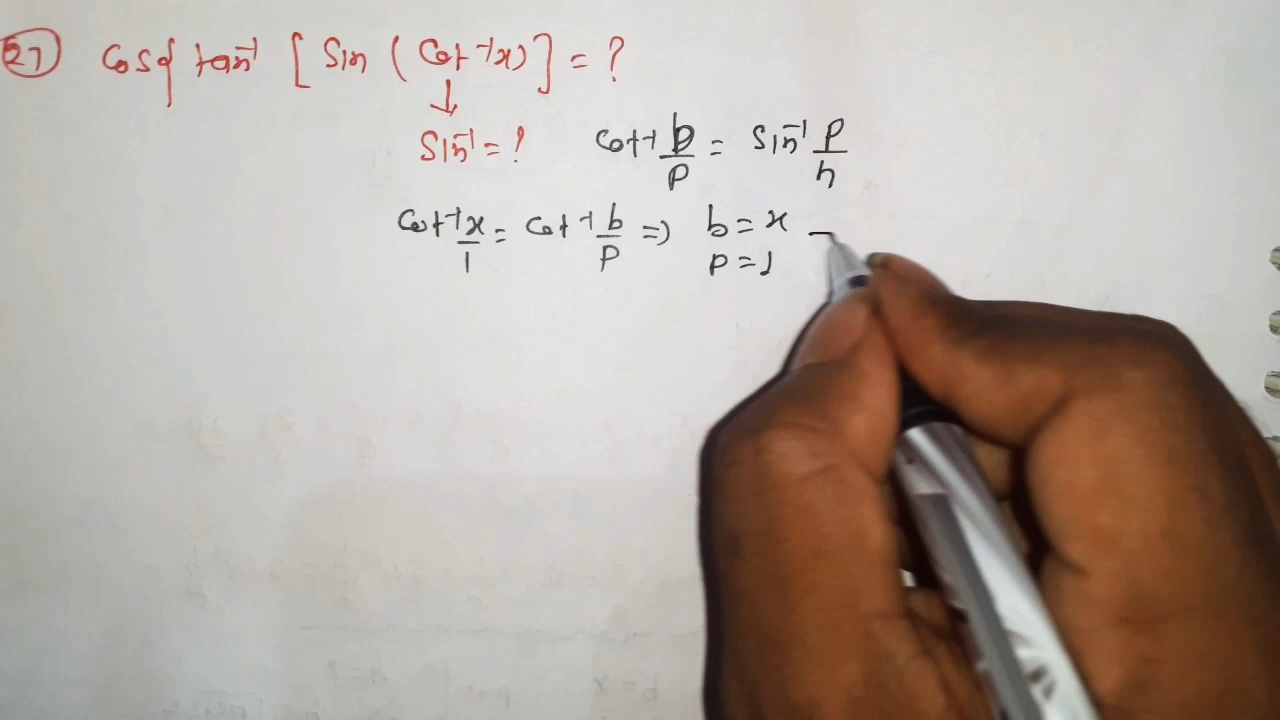 27 cos{ tan⁻¹ [ Sin ( Cot⁻¹x) ] = ?
↓
Sin⁻¹ = ? Cot⁻¹ b/p = Sin⁻¹ p/h
Cot⁻¹ x/1 = Cot⁻¹ b/p ⇒ b = x –
p = 1